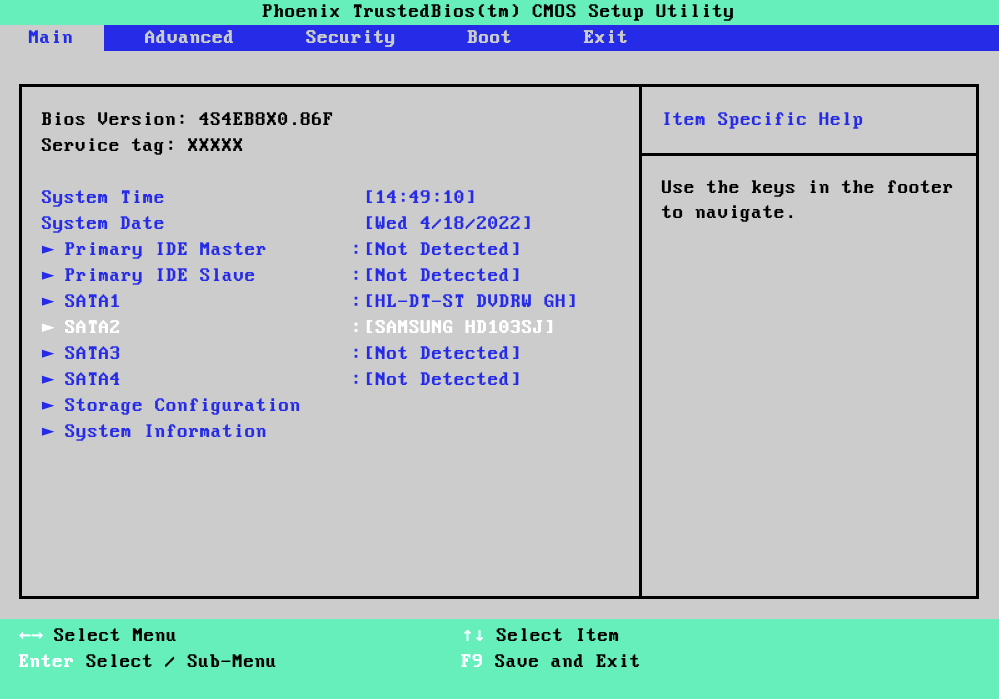 Phoenix TrustedBios(tm) CMOS Setup Utility
Main Advanced Security Boot Exit
Bios Version: 4S4EB8X0.86F
Service tag: XXXXX
System Time [14:49:10]
System Date [Wed 4/18/2022]
► Primary IDE Master :[Not Detected]
► Primary IDE Slave :[Not Detected]
► SATA1 :[HL-DT-ST DVDRW GH]
► SATA2 :[SAMSUNG HD103SJ]
► SATA3 :[Not Detected]
► SATA4 :[Not Detected]
► Storage Configuration
► System Information
Item Specific Help
Use the keys in the footer
to navigate.
←→ Select Menu ↑↓ Select Item
Enter Select / Sub-Menu F9 Save and Exit